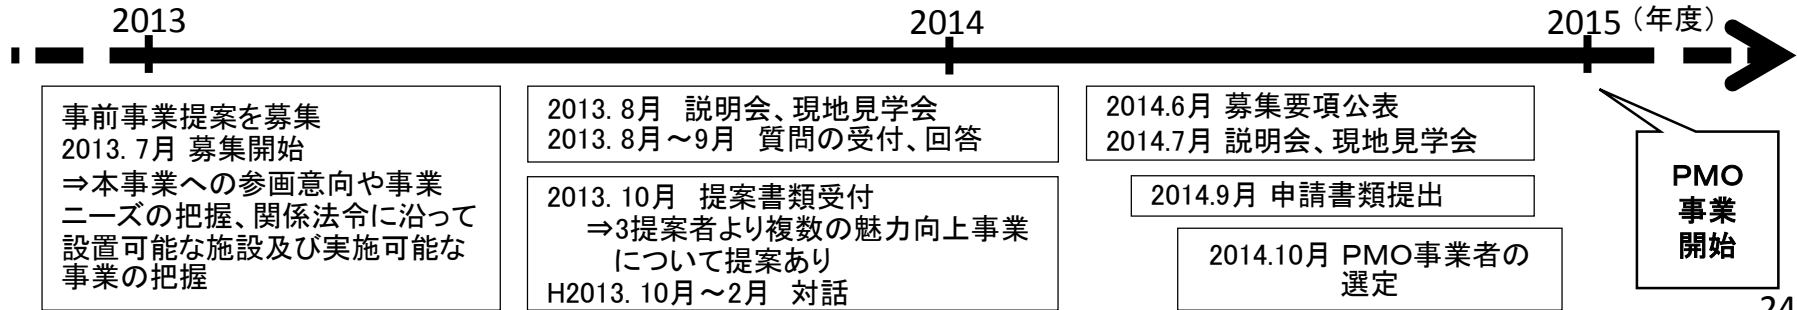 2013
2014
2015（年度）
事前事業提案を募集
2013. 7月 募集開始
⇒本事業への参画意向や事業
ニーズの把握、関係法令に沿って
設置可能な施設及び実施可能な
事業の把握
2013. 8月　説明会、現地見学会
2013. 8月～9月　質問の受付、回答
2013. 10月　提案書類受付
⇒3提案者より複数の魅力向上事業
について提案あり
H2013. 10月～2月　対話
2014.6月 募集要項公表
2014.7月 説明会、現地見学会
2014.9月 申請書類提出
2014.10月 ＰＭＯ事業者の
選定
ＰＭＯ
事業
開始
24